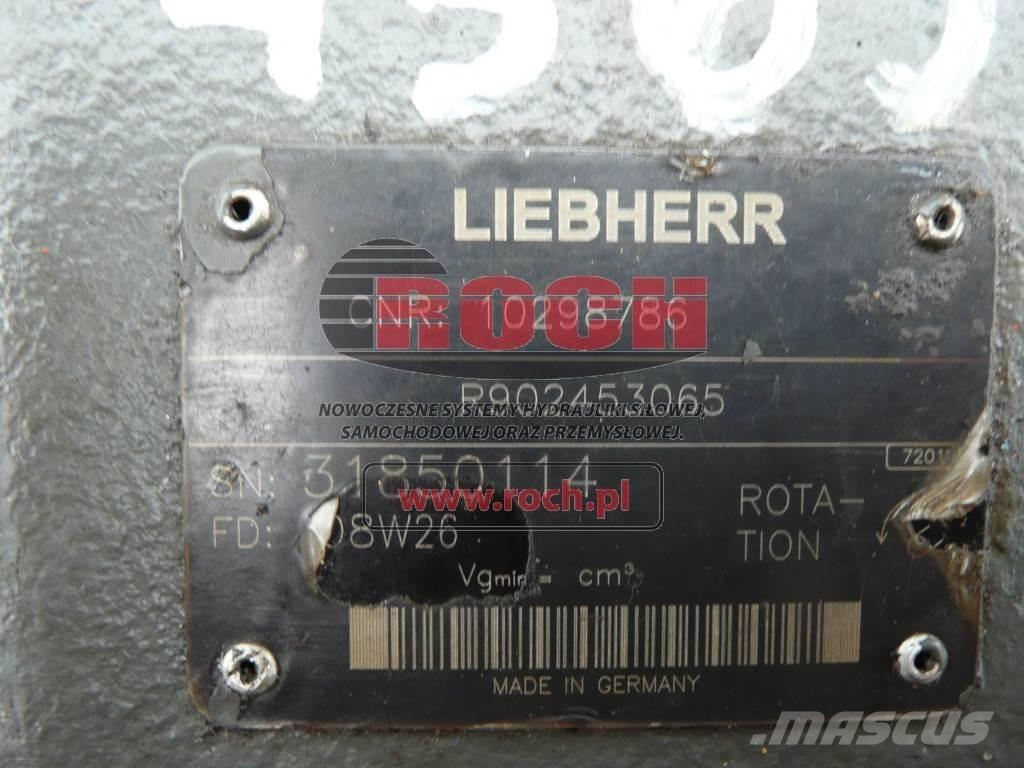 4565
LIEBHERR
CNR: 10298786
ROCH
R902453065
NOWOCZESNE SYSTEMY HYDRAULIKI SIŁOWEJ,
SAMOCHODOWEJ ORAZ PRZEMYSŁOWEJ.
SN: 31850114
www.roch.pl
FD: 08W26
ROTA-
TION
Vgmin = cm³
MADE IN GERMANY
MASCUS